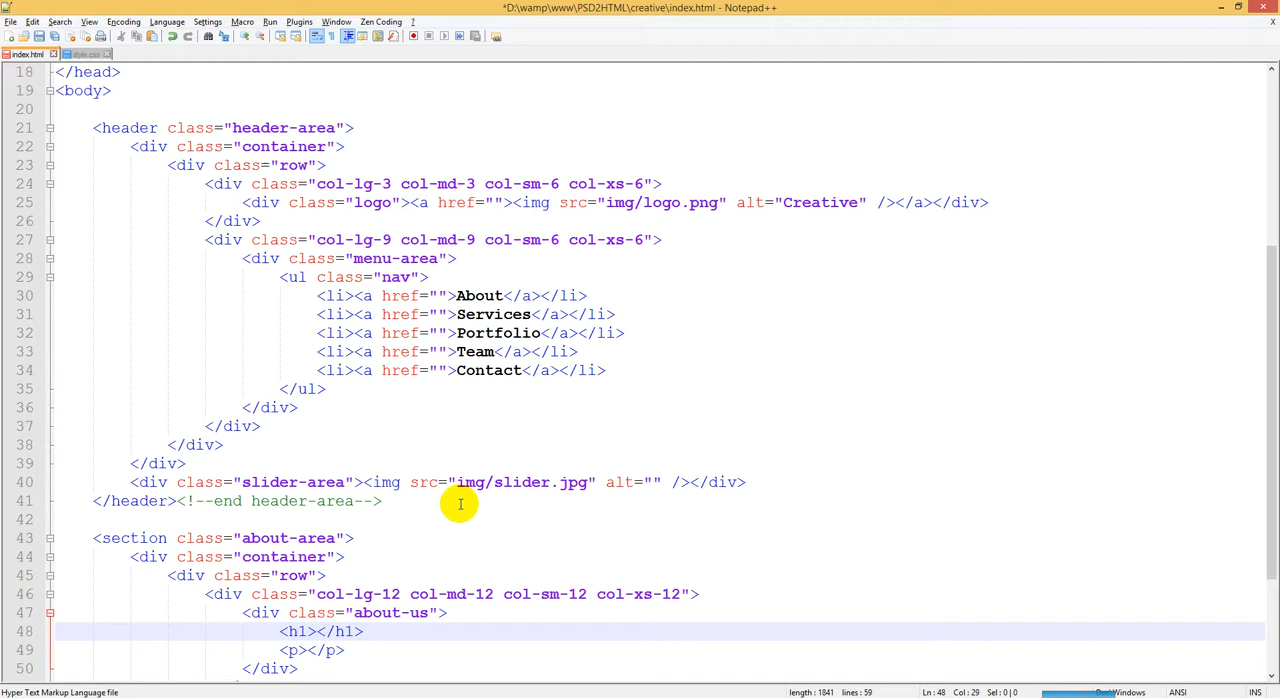 *D:\wamp\www\PSD2HTML\creative\index.html - Notepad++
File Edit Search View Encoding Language Settings Macro Run Plugins Window Zen Coding ? X
index.html style.css
18 </head>
19 <body>
20
21 <header class="header-area">
22 <div class="container">
23 <div class="row">
24 <div class="col-lg-3 col-md-3 col-sm-6 col-xs-6">
25 <div class="logo"><a href=""><img src="img/logo.png" alt="Creative" /></a></div>
26 </div>
27 <div class="col-lg-9 col-md-9 col-sm-6 col-xs-6">
28 <div class="menu-area">
29 <ul class="nav">
30 <li><a href="">About</a></li>
31 <li><a href="">Services</a></li>
32 <li><a href="">Portfolio</a></li>
33 <li><a href="">Team</a></li>
34 <li><a href="">Contact</a></li>
35 </ul>
36 </div>
37 </div>
38 </div>
39 </div>
40 <div class="slider-area"><img src="img/slider.jpg" alt="" /></div>
41 </header><!--end header-area-->
42
43 <section class="about-area">
44 <div class="container">
45 <div class="row">
46 <div class="col-lg-12 col-md-12 col-sm-12 col-xs-12">
47 <div class="about-us">
48 <h1></h1>
49 <p></p>
50 </div>
Hyper Text Markup Language file length : 1841 lines : 59 Ln : 48 Col : 29 Sel : 0 | 0 Dos\Windows ANSI INS